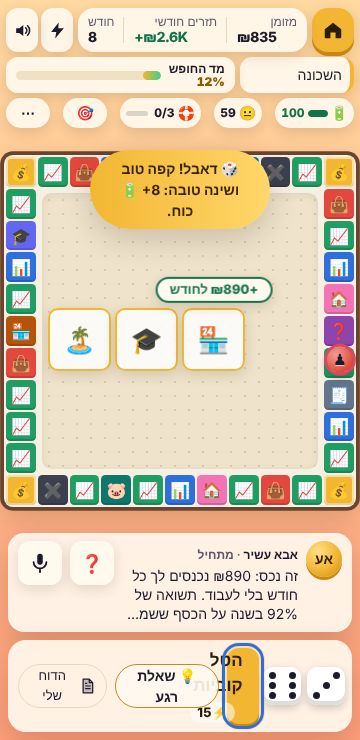 מזומן
₪835
תזרים חודשי
+₪2.6K
חודש
8
השכונה
מד החופש
12%
100
59
0/3
...
דאבל! קפה טוב
ושינה טובה: 8+
כוח.
+₪890 לחודש
אע
אבא עשיר · מתחיל
זה נכס: ₪890 נכנסים לך כל
חודש בלי לעבוד. תשואה של
92% בשנה על הכסף ששמ...
הטל
קוביות
15
שאלת
רגע
הדוח
שלי